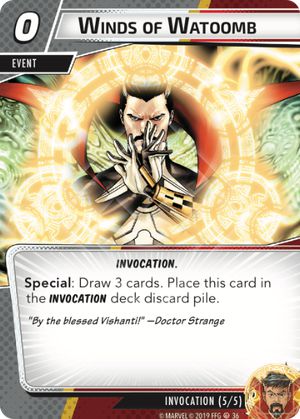 0
WINDS OF WATOOMB
EVENT
INVOCATION.
Special: Draw 3 cards. Place this card in
the INVOCATION deck discard pile.
"By the blessed Vishanti!" —Doctor Strange
INVOCATION (5/5)
© MARVEL © 2019 FFG 36